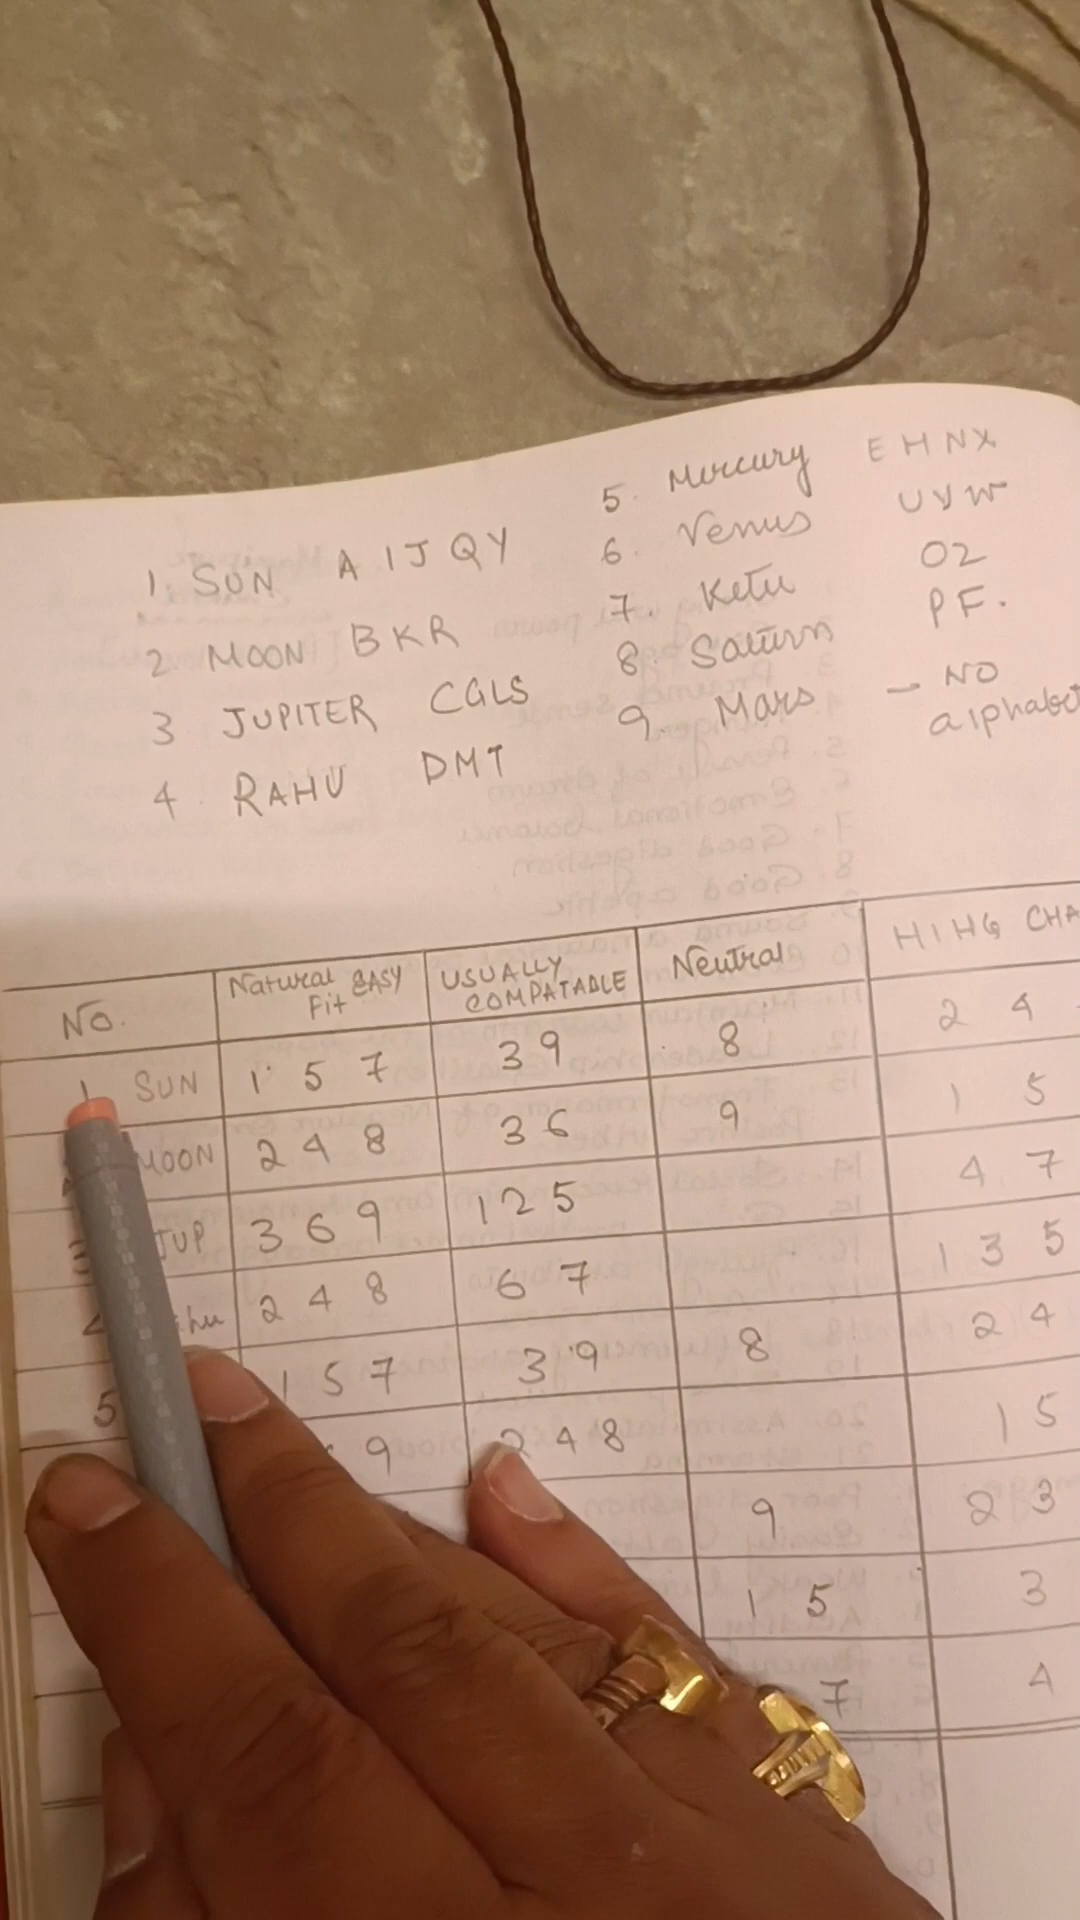 1. SUN A I J Q Y
2 MOON B K R
3 JUPITER C G L S
4. RAHU D M T
5. Mercury E H N X
6. Venus U V W
7. Ketu O Z
8. Saturn P F.
9. Mars — NO alphabet
NO. Natural EASY Fit USUALLY COMPATABLE Neutral HIHG CHA
1 SUN 1 5 7 3 9 8 2 4
MOON 2 4 8 3 6 9 1 5
3 JUP 3 6 9 1 2 5 4 7
2 4 8 6 7 1 3 5
5 1 5 7 3 9 8 2 4
9 2 4 8 1 5
9 2 3
1 5 3
7 4